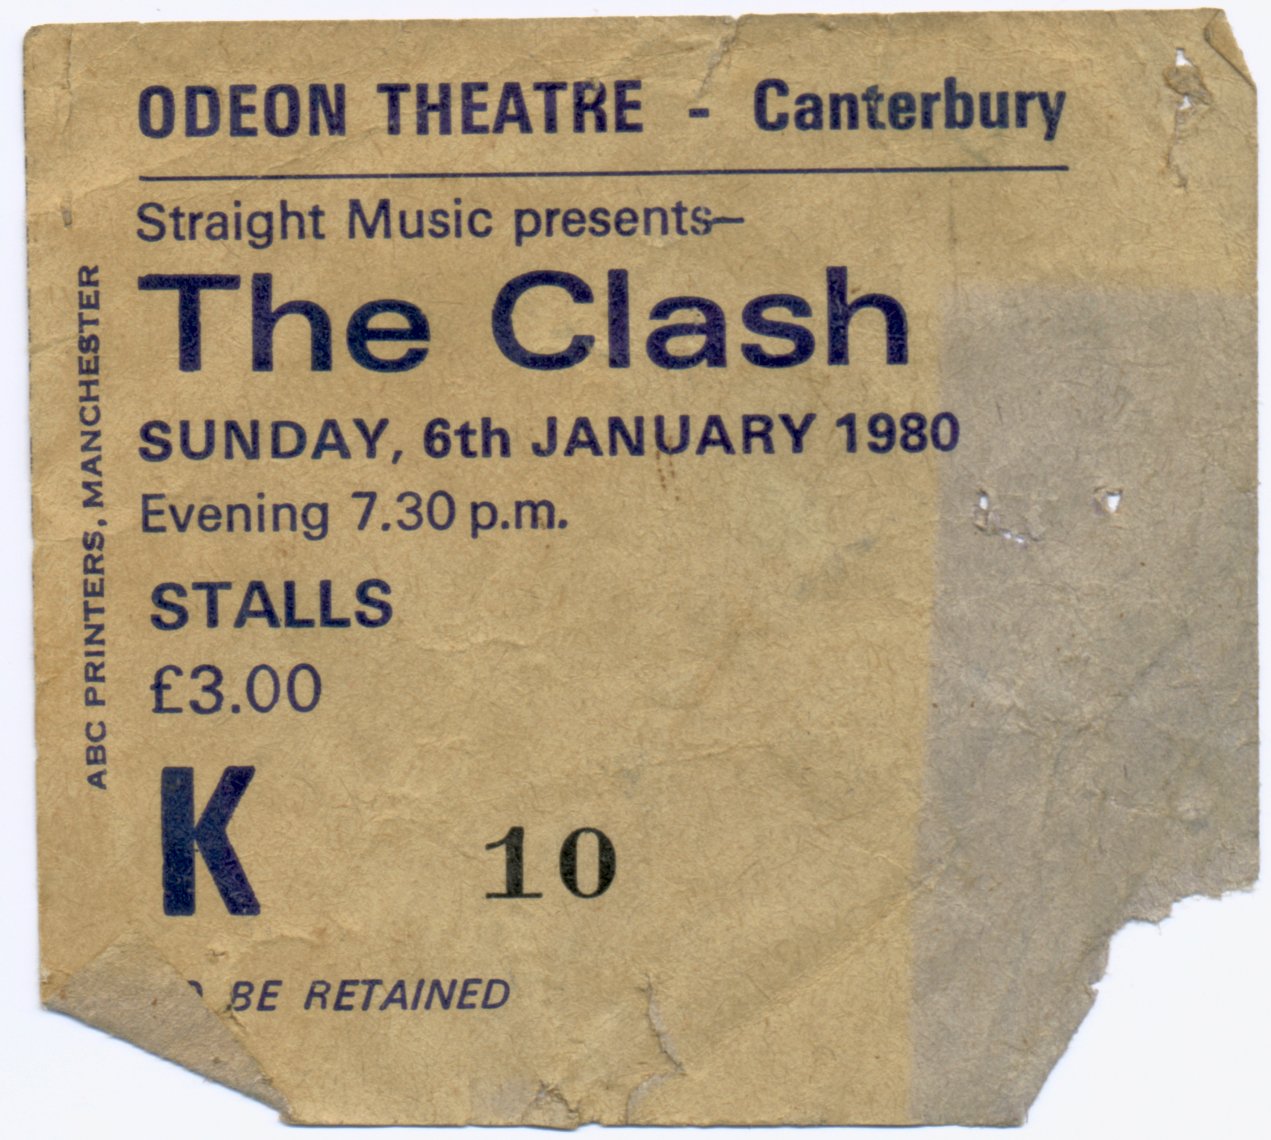 ODEON THEATRE - Canterbury
Straight Music presents—
The Clash
SUNDAY, 6th JANUARY 1980
Evening 7.30 p.m.
STALLS
£3.00
K 10
BE RETAINED
ABC PRINTERS, MANCHESTER